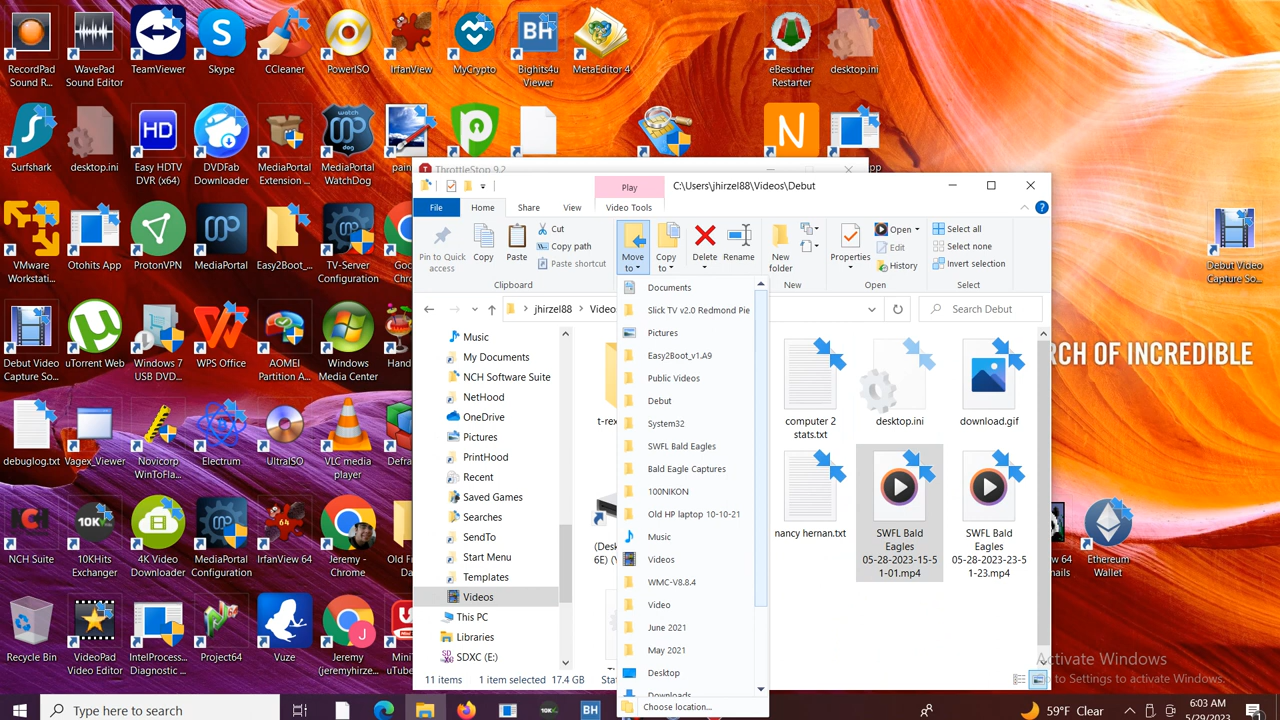 RecordPad
Sound R...
WavePad
Sound Editor
TeamViewer
Skype
CCleaner
PowerISO
IrfanView
MyCrypto
Bighits4u
Viewer
MetaEditor 4
eBesucher
Restarter
desktop.ini
Surfshark
desktop.ini
Easy HDTV
DVR (x64)
DVDFab
Downloader
MediaPortal
Extension ...
MediaPortal
WatchDog
VMware
Workstati...
Otohits App
ProtonVPN
MediaPortal
Easy2Boot_...
TV-Server
Configuration
Debut Video
Capture So...
uTorrent Web
Windows 7
USB DVD...
WPS Office
AOMEI
Partition A...
Windows
Media Center
debuglog.txt
Vagex_Viewer
Novicorp
WinToFla...
Electrum
UltraISO
VLC media
player
NCH Suite
10KHits
Exchanger
4K Video
Downloader
MediaPortal
Configuration
IrfanView 64
Jeremy -
Chrome
Recycle Bin
VideoPad
Video Editor
IntelProcess...
Diagnostic ...
Project64
Vuze
Jeremy
(jeremyhirze...
Debut Video
Capture So...
Ethereum
Wallet
RCH OF INCREDIBLE
ThrottleStop 9.2
Play
C:\Users\jhirzel88\Videos\Debut
File
Home
Share
View
Video Tools
Pin to Quick
access
Copy
Paste
Cut
Copy path
Paste shortcut
Clipboard
Move
to
Copy
to
Delete
Rename
New
folder
New
Properties
Open
Edit
History
Open
Select all
Select none
Invert selection
Select
jhirzel88
Search Debut
Music
My Documents
NCH Software Suite
NetHood
OneDrive
Pictures
PrintHood
Recent
Saved Games
Searches
SendTo
Start Menu
Templates
Videos
This PC
Libraries
SDXC (E:)
Documents
Slick TV v2.0 Redmond Pie
Pictures
Easy2Boot_v1.A9
Public Videos
Debut
System32
SWFL Bald Eagles
Bald Eagle Captures
100NIKON
Old HP laptop 10-10-21
Music
Videos
WMC-V8.8.4
Video
June 2021
May 2021
Desktop
Downloads
Choose location...
computer 2
stats.txt
desktop.ini
download.gif
nancy hernan.txt
SWFL Bald
Eagles
05-28-2023-15-5
1-01.mp4
SWFL Bald
Eagles
05-28-2023-23-5
1-23.mp4
11 items
1 item selected
17.4 GB
Activate Windows
to Settings to activate Windows.
Type here to search
59°F Clear
6:03 AM
5/29/2023